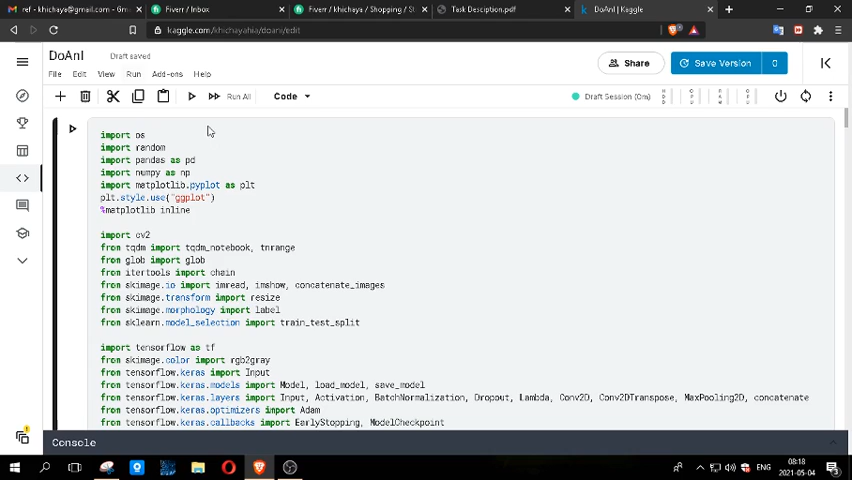 ref - khichaya@gmail.com - Gmail
Fiverr / Inbox
Fiverr / khichaya / Shopping / St
Task Desciption.pdf
DoAnI | Kaggle
kaggle.com/khichayahia/doani/edit
DoAnI
Draft saved
Share
Save Version
0
File Edit View Run Add-ons Help
Run All
Code
Draft Session (0m)
import os
import random
import pandas as pd
import numpy as np
import matplotlib.pyplot as plt
plt.style.use("ggplot")
%matplotlib inline
import cv2
from tqdm import tqdm_notebook, tnrange
from glob import glob
from itertools import chain
from skimage.io import imread, imshow, concatenate_images
from skimage.transform import resize
from skimage.morphology import label
from sklearn.model_selection import train_test_split
import tensorflow as tf
from skimage.color import rgb2gray
from tensorflow.keras import Input
from tensorflow.keras.models import Model, load_model, save_model
from tensorflow.keras.layers import Input, Activation, BatchNormalization, Dropout, Lambda, Conv2D, Conv2DTranspose, MaxPooling2D, concatenate
from tensorflow.keras.optimizers import Adam
from tensorflow.keras.callbacks import EarlyStopping, ModelCheckpoint
Console
ENG
08:18
2021-05-04